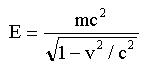 E = mc² / √(1 − v² / c²)